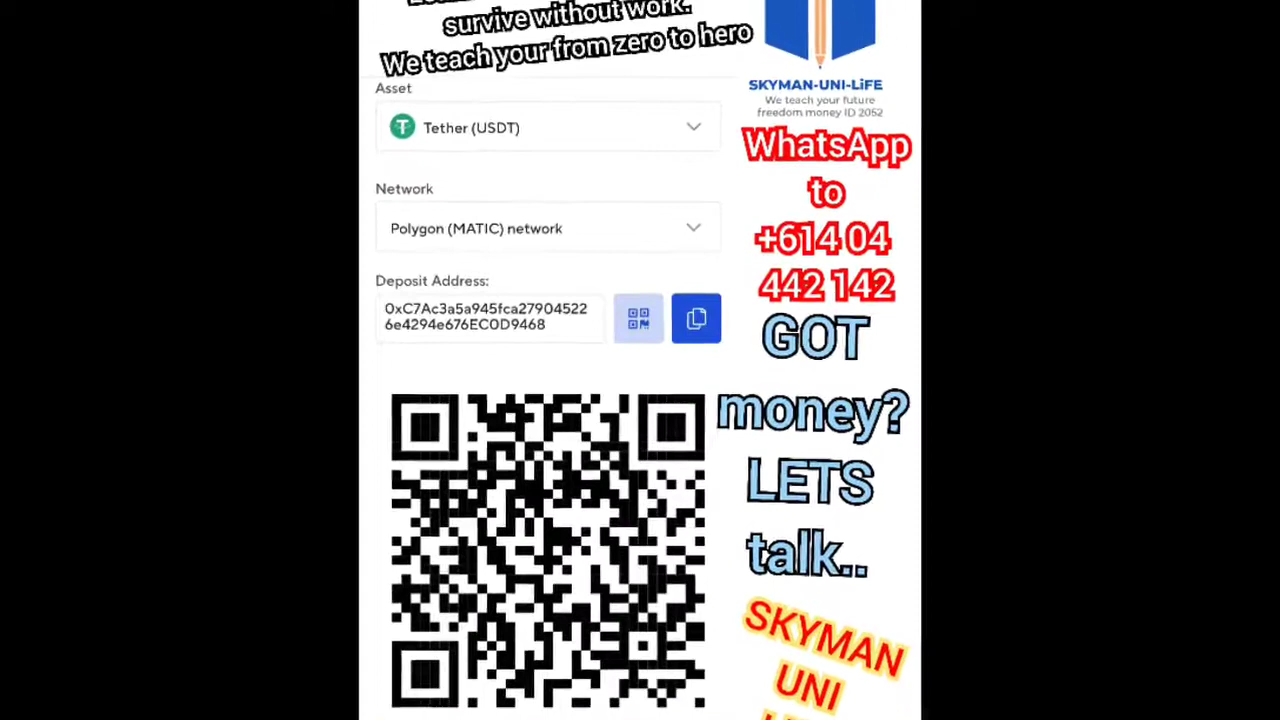 survive without work.
We teach your from zero to hero
Asset
Tether (USDT)
Network
Polygon (MATIC) network
Deposit Address:
0xC7Ac3a5a945fca27904522
6e4294e676EC0D9468
SKYMAN-UNI-LiFE
We teach your future
freedom money ID 2052
WhatsApp
to
+614 04
442 142
GOT
money?
LETS
talk..
SKYMAN
UNI